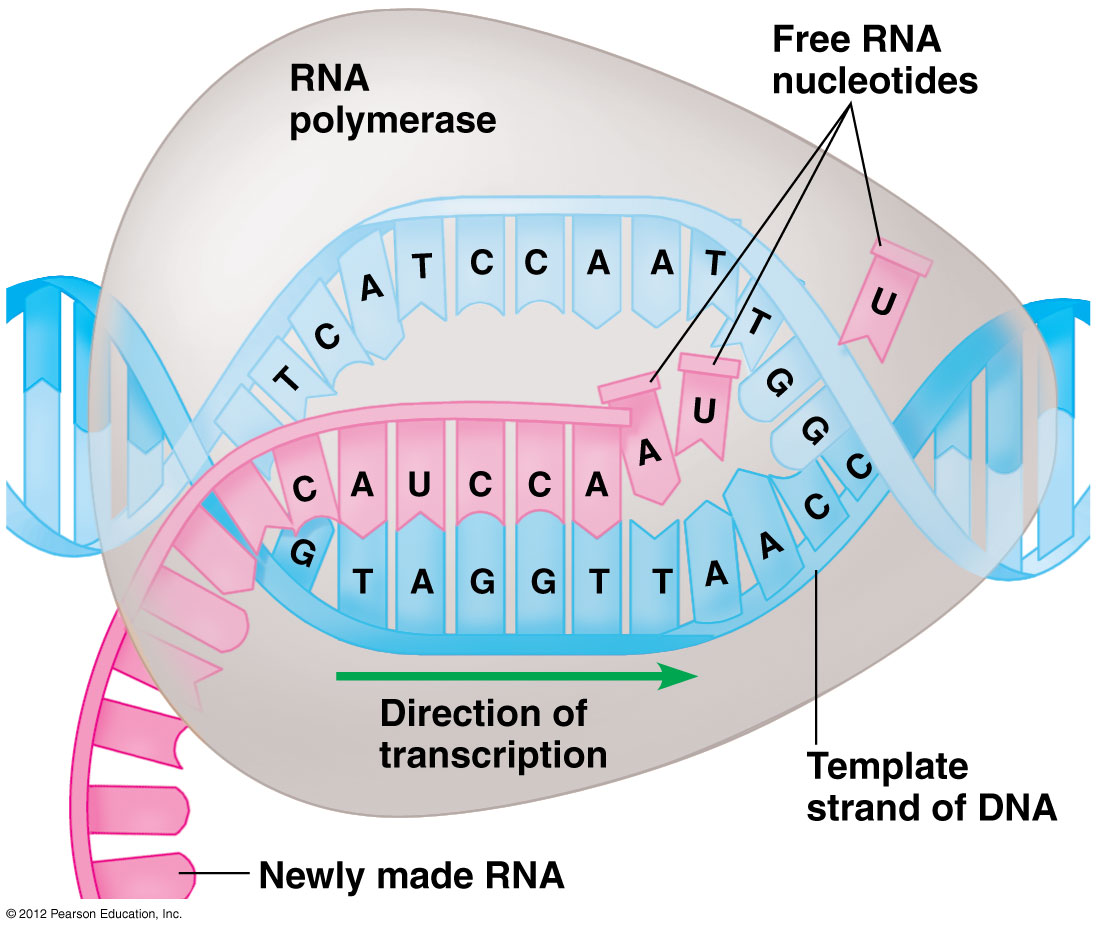 RNA
polymerase
Free RNA
nucleotides
T C A T C C A A T T G G C
U
A U
C A U C C A
G T A G G T T A A C C
Direction of
transcription
Template
strand of DNA
Newly made RNA
© 2012 Pearson Education, Inc.